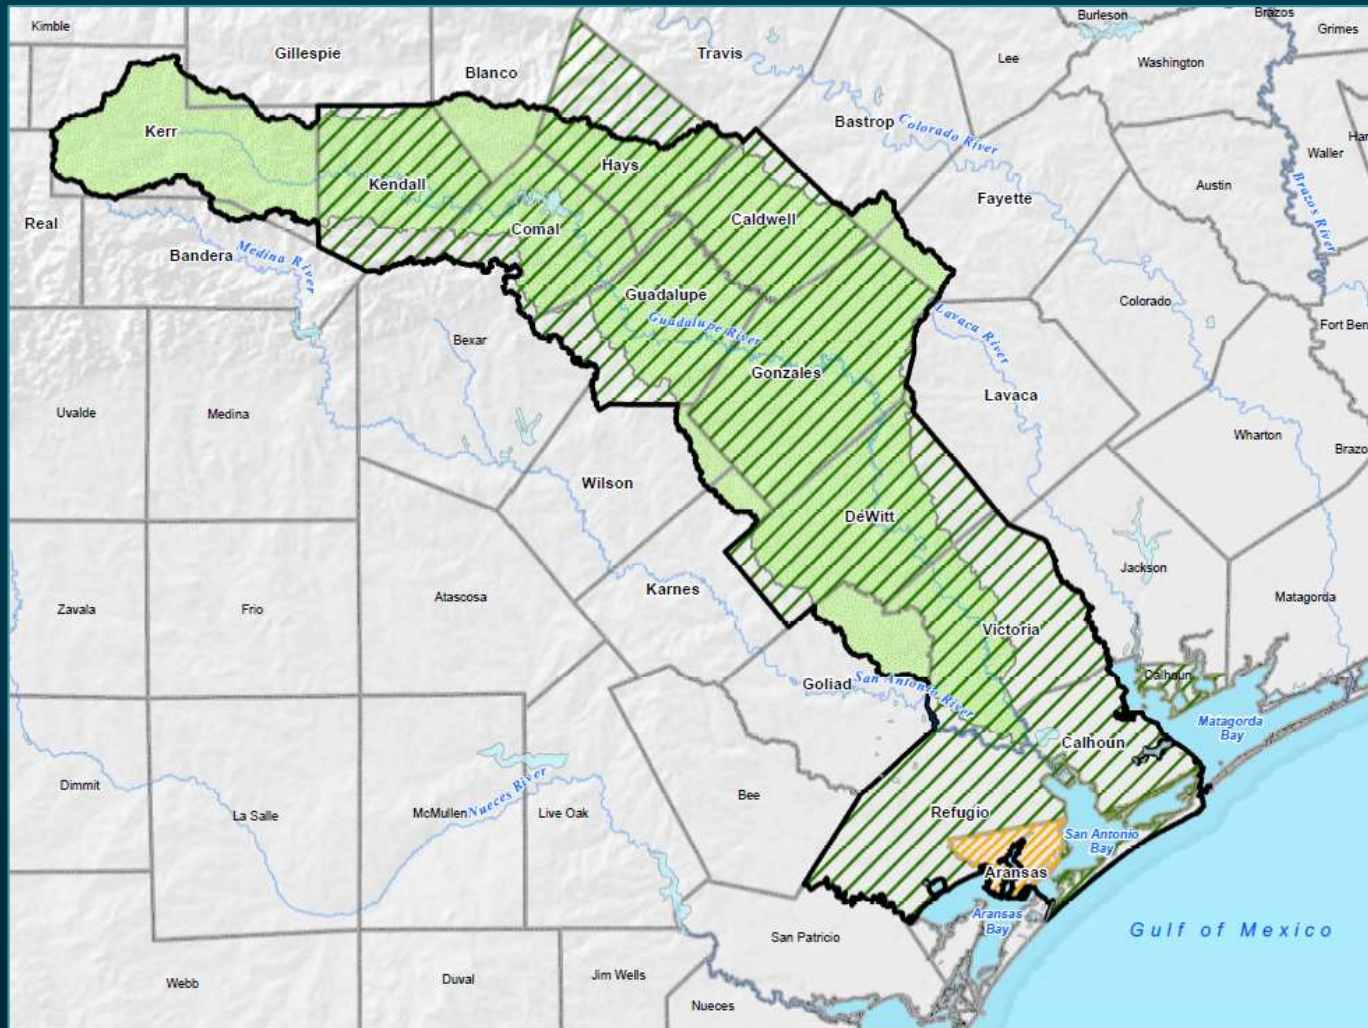 Kimble
Gillespie
Blanco
Travis
Burleson
Brazos
Grimes
Lee
Washington
Kerr
Bastrop
Colorado River
Waller
Har
Hays
Kendall
Austin
Brazos River
Real
Bandera
Medina River
Comal
Caldwell
Fayette
Guadalupe
Guadalupe River
Colorado
Fort Ben
Bexar
Lavaca River
Gonzales
Uvalde
Medina
Lavaca
Wharton
Brazo
Wilson
DeWitt
Jackson
Matagorda
Zavala
Frio
Atascosa
Karnes
Victoria
Goliad
San Antonio River
Calhoun
Matagorda
Bay
Calhoun
Dimmit
La Salle
McMullen
Nueces River
Live Oak
Bee
Refugio
San Antonio
Bay
Aransas
Aransas
Bay
San Patricio
Gulf of Mexico
Webb
Duval
Jim Wells
Nueces